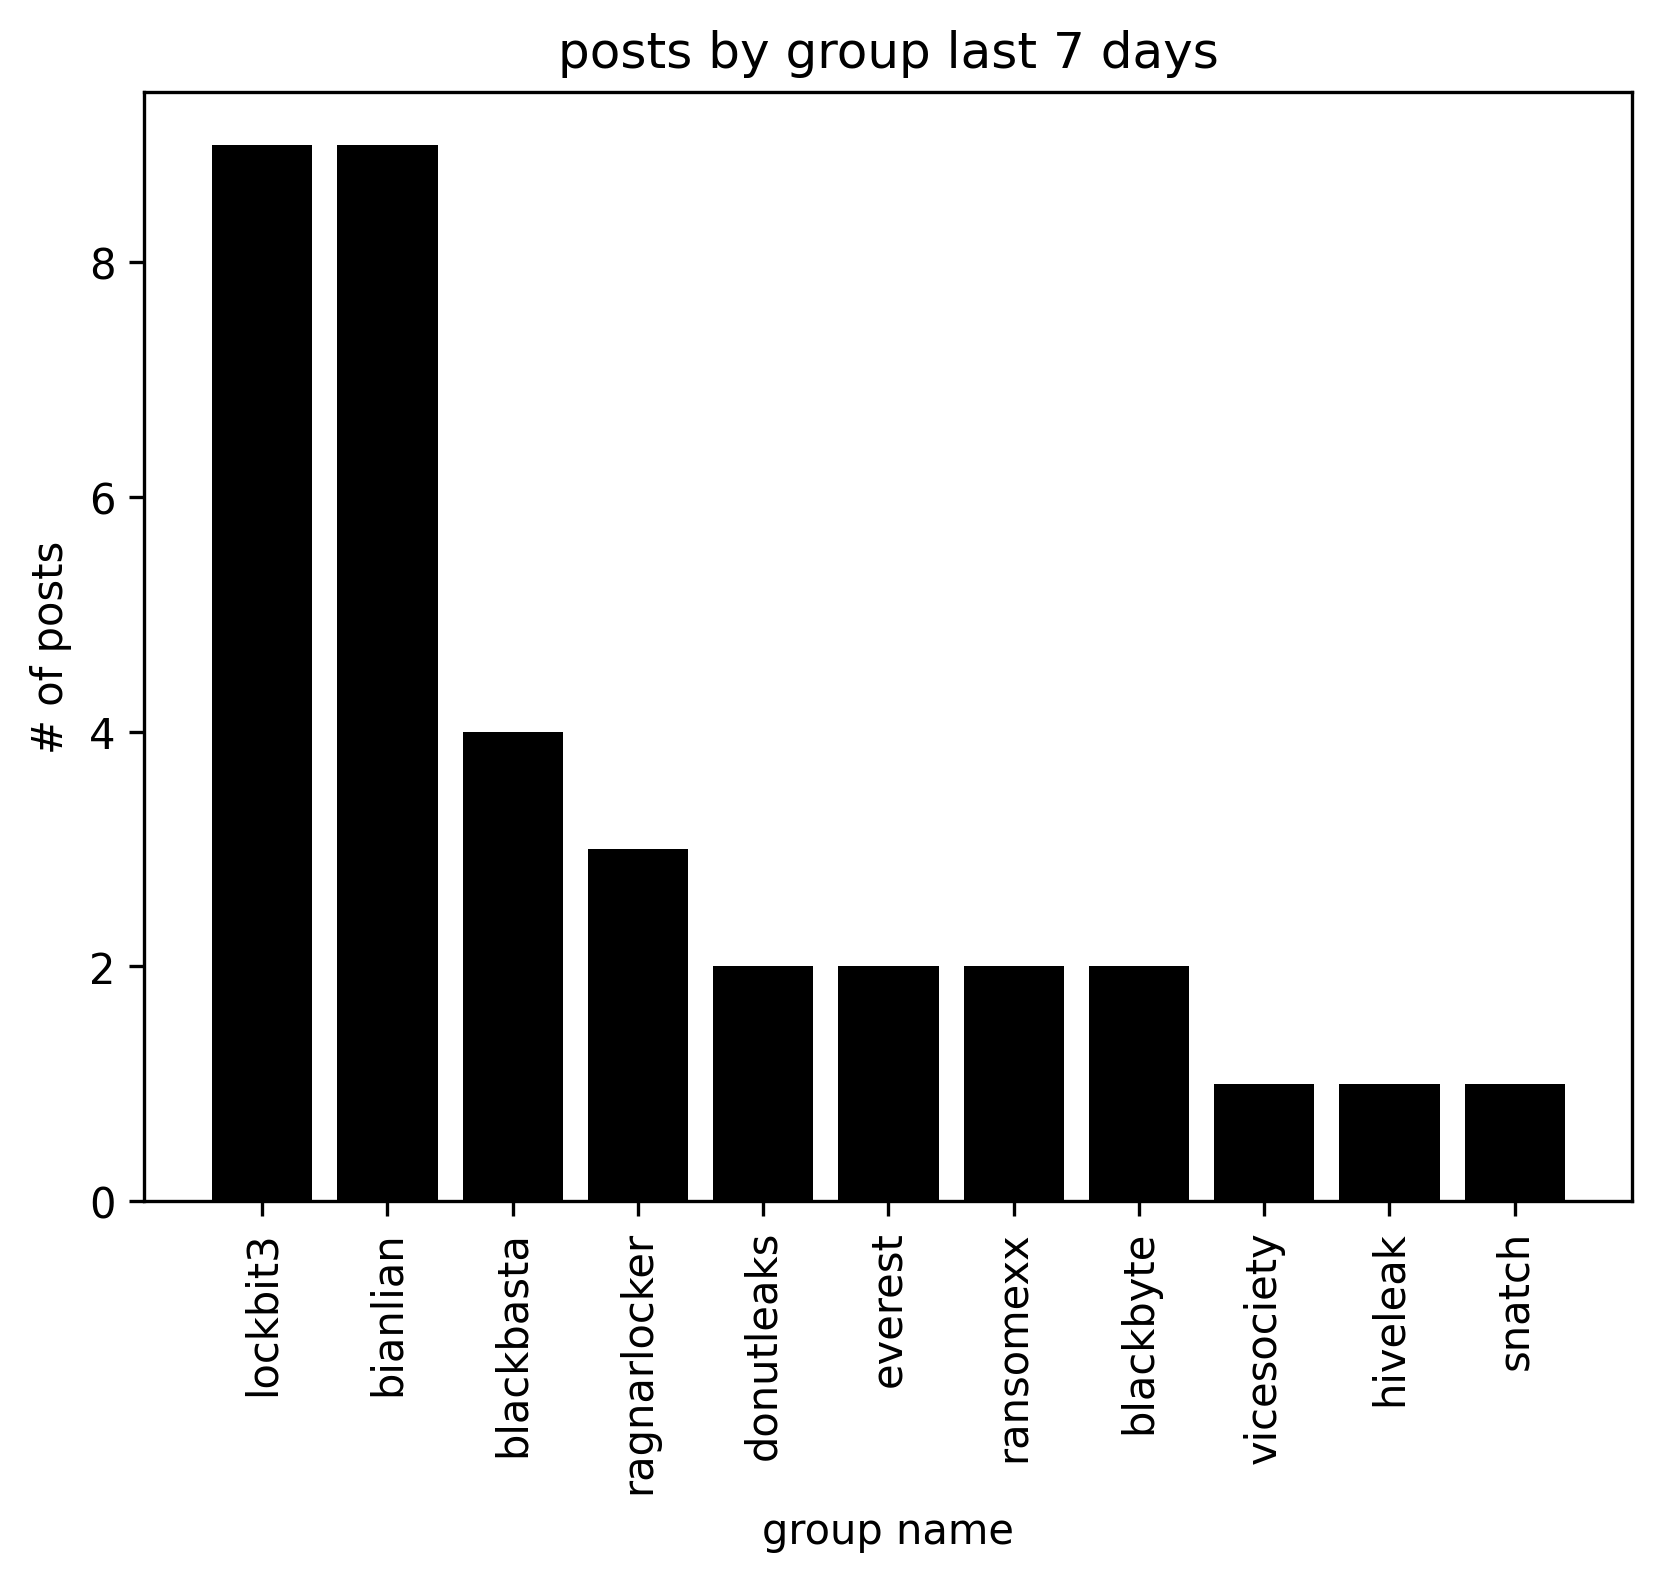 posts by group last 7 days
# of posts
8
6
4
2
0
lockbit3
bianlian
blackbasta
ragnarlocker
donutleaks
everest
ransomexx
blackbyte
vicesociety
hiveleak
snatch
group name